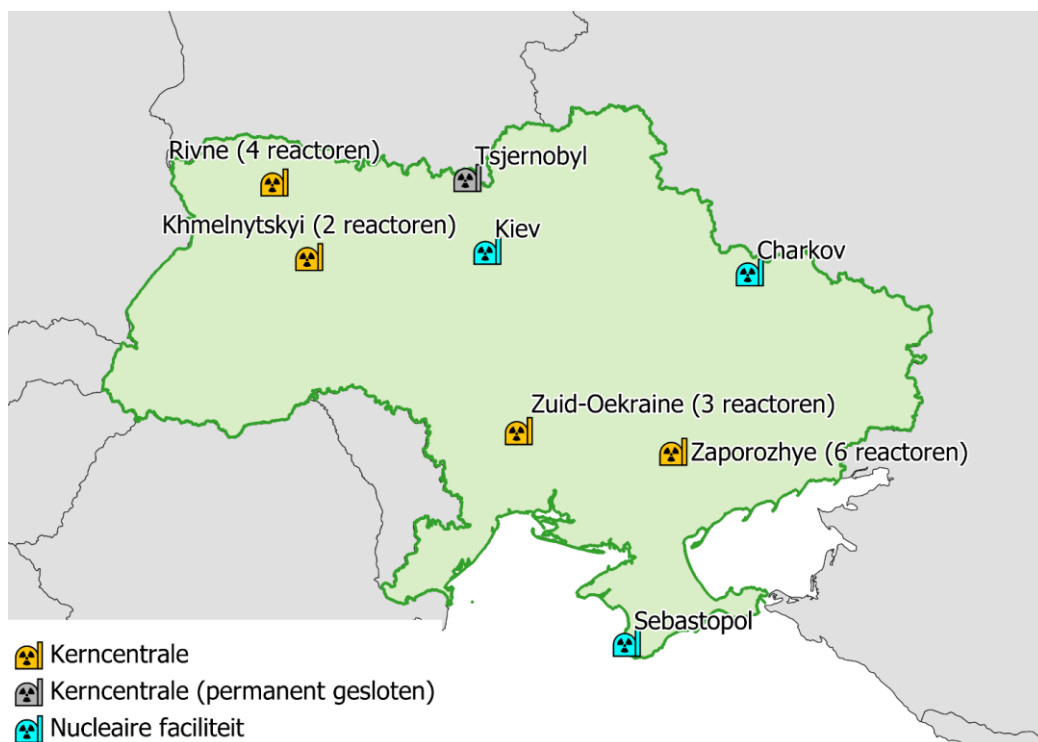 Rivne (4 reactoren)
Tsjernobyl
Khmelnytskyi (2 reactoren)
Kiev
Charkov
Zuid-Oekraine (3 reactoren)
Zaporozhye (6 reactoren)
Sebastopol
Kerncentrale
Kerncentrale (permanent gesloten)
Nucleaire faciliteit